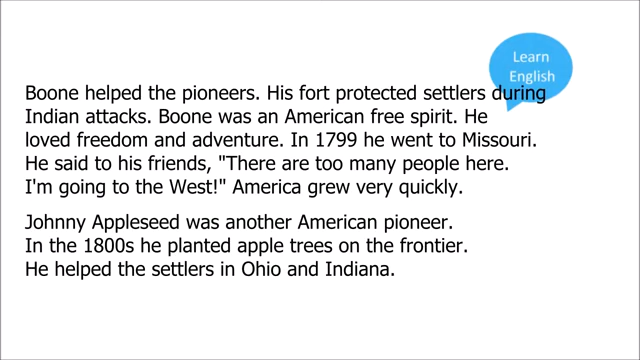 Learn
English
Boone helped the pioneers. His fort protected settlers during
Indian attacks. Boone was an American free spirit. He
loved freedom and adventure. In 1799 he went to Missouri.
He said to his friends, "There are too many people here.
I'm going to the West!" America grew very quickly.
Johnny Appleseed was another American pioneer.
In the 1800s he planted apple trees on the frontier.
He helped the settlers in Ohio and Indiana.